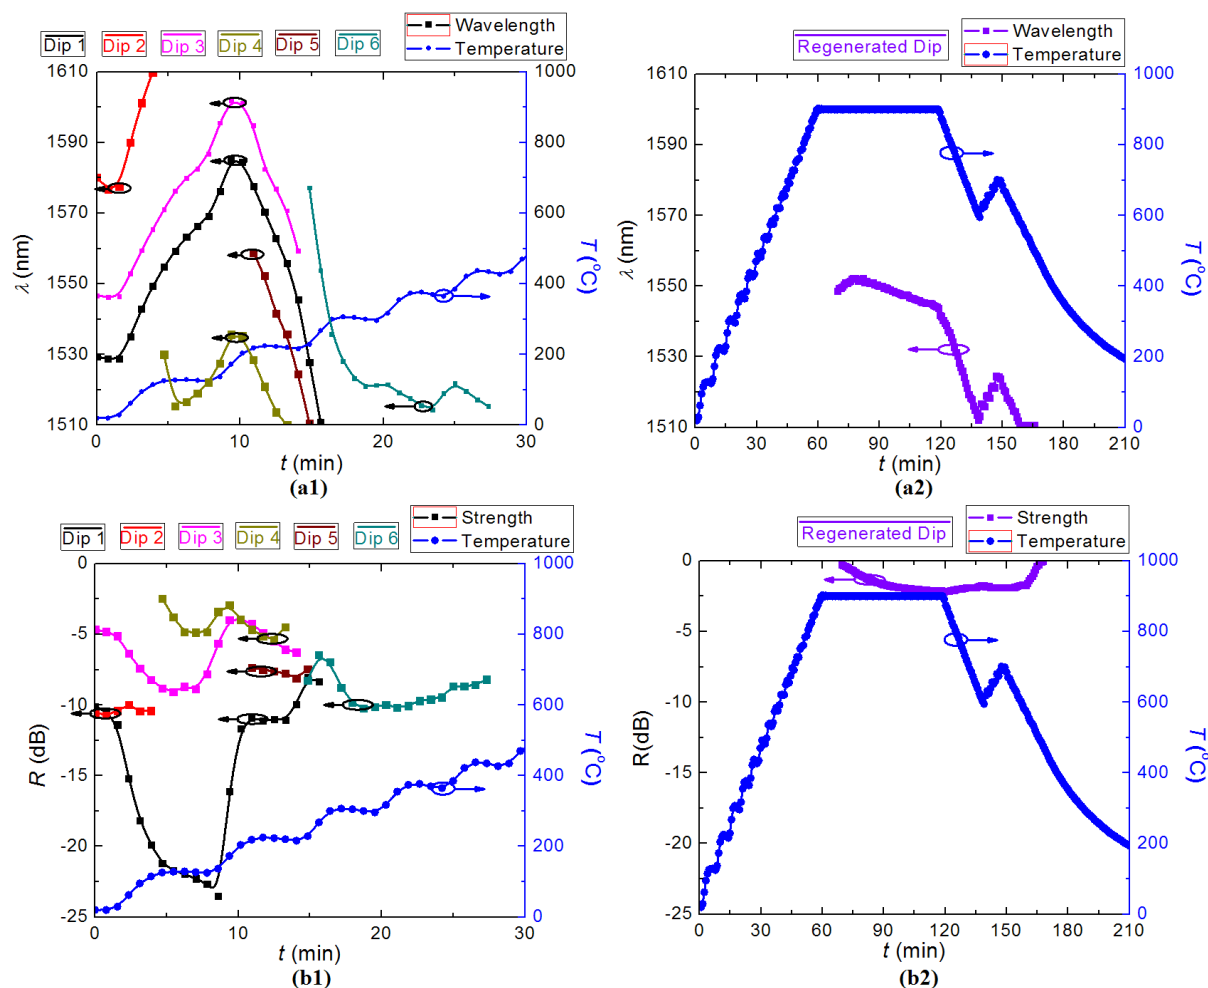 Dip 1 Dip 2 Dip 3 Dip 4 Dip 5 Dip 6
Wavelength
Temperature
1610
1590
1570
1550
1530
1510
λ (nm)
1000
800
600
400
200
0
T (°C)
0 10 20 30
t (min)
(a1)
Regenerated Dip
Wavelength
Temperature
1610
1590
1570
1550
1530
1510
λ (nm)
1000
800
600
400
200
0
T (°C)
0 30 60 90 120 150 180 210
t (min)
(a2)
Dip 1 Dip 2 Dip 3 Dip 4 Dip 5 Dip 6
Strength
Temperature
0
-5
-10
-15
-20
-25
R (dB)
1000
800
600
400
200
0
T (°C)
0 10 20 30
t (min)
(b1)
Regenerated Dip
Strength
Temperature
0
-5
-10
-15
-20
-25
R(dB)
1000
800
600
400
200
0
T (°C)
0 30 60 90 120 150 180 210
t (min)
(b2)